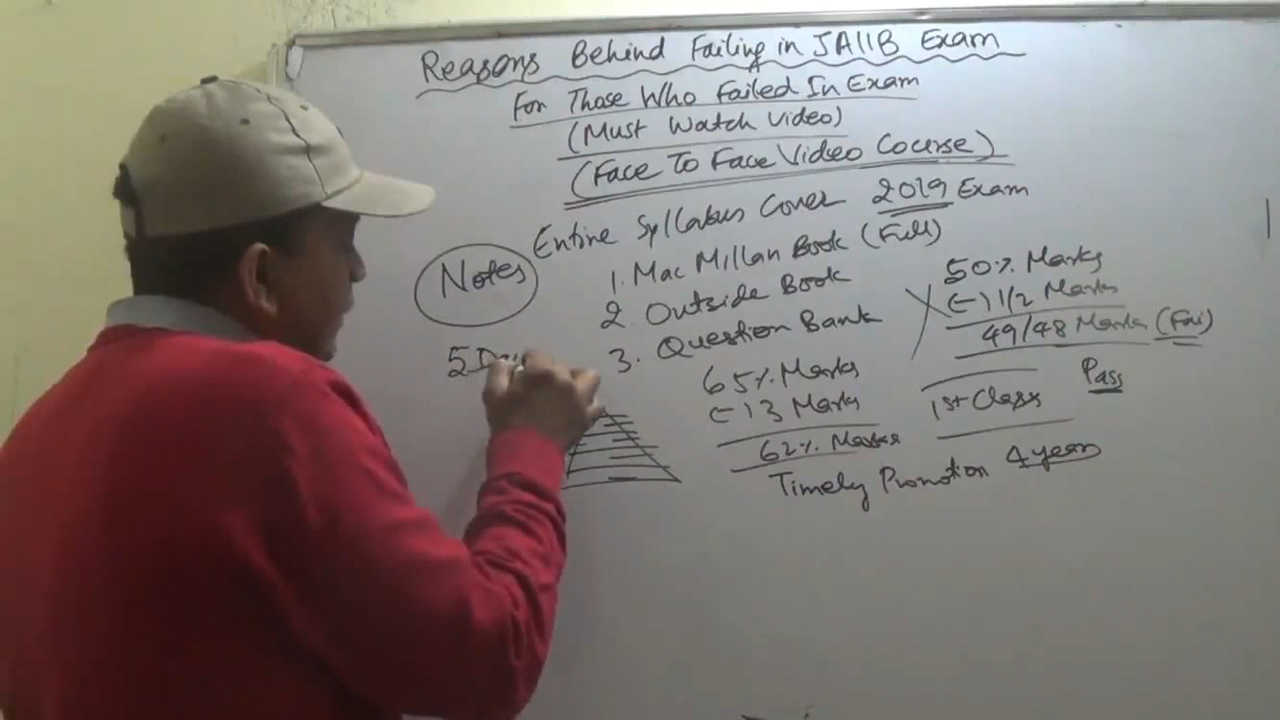 Reasons Behind Failing in JAIIB Exam
For Those Who Failed In Exam
(Must Watch Video)
(Face To Face Video Course)
Entire Syllabus Cover 2019 Exam
Notes
1. Mac Millan Book (Full)
2. Outside Book
3. Question Bank
50% Marks
(-) 1/2 Marks
49/48 Marks (Fail)
5
65% Marks
(-) 3 Mark
62% Marks
1st Class
Pass
Timely Promotion 4 year